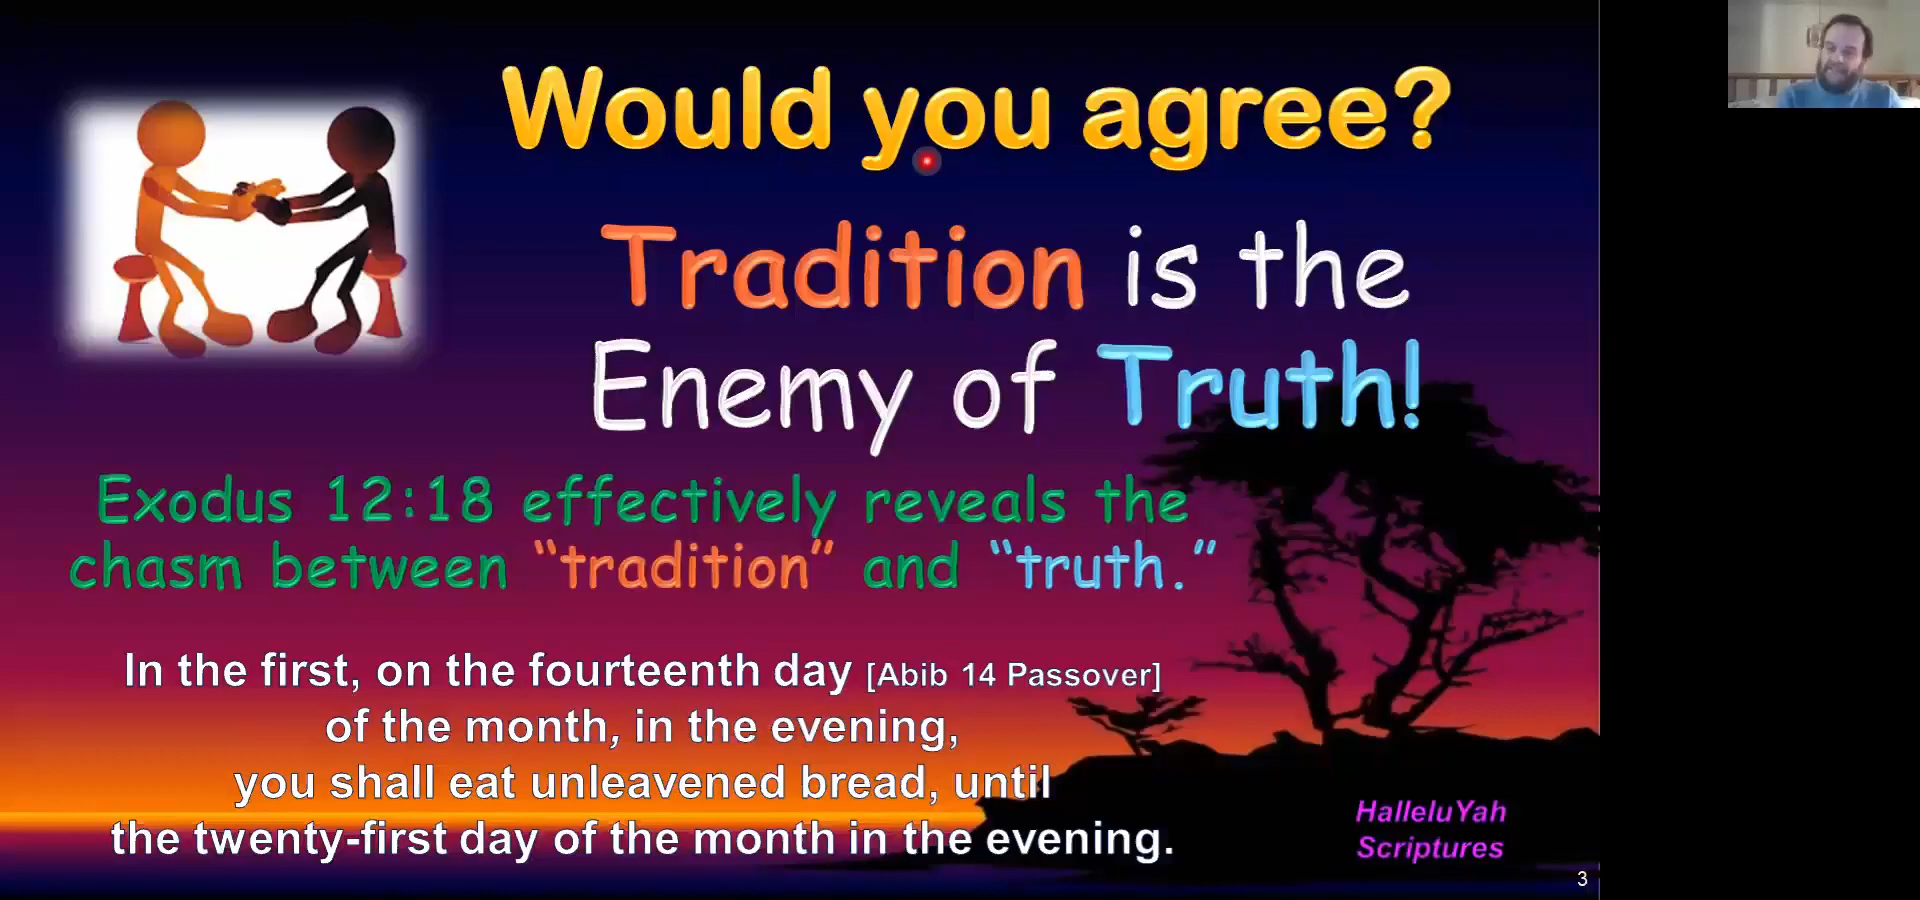 Would you agree?
Tradition is the
Enemy of Truth!
Exodus 12:18 effectively reveals the
chasm between “tradition” and “truth.”
In the first, on the fourteenth day [Abib 14 Passover]
of the month, in the evening,
you shall eat unleavened bread, until
the twenty-first day of the month in the evening.
HalleluYah
Scriptures
3